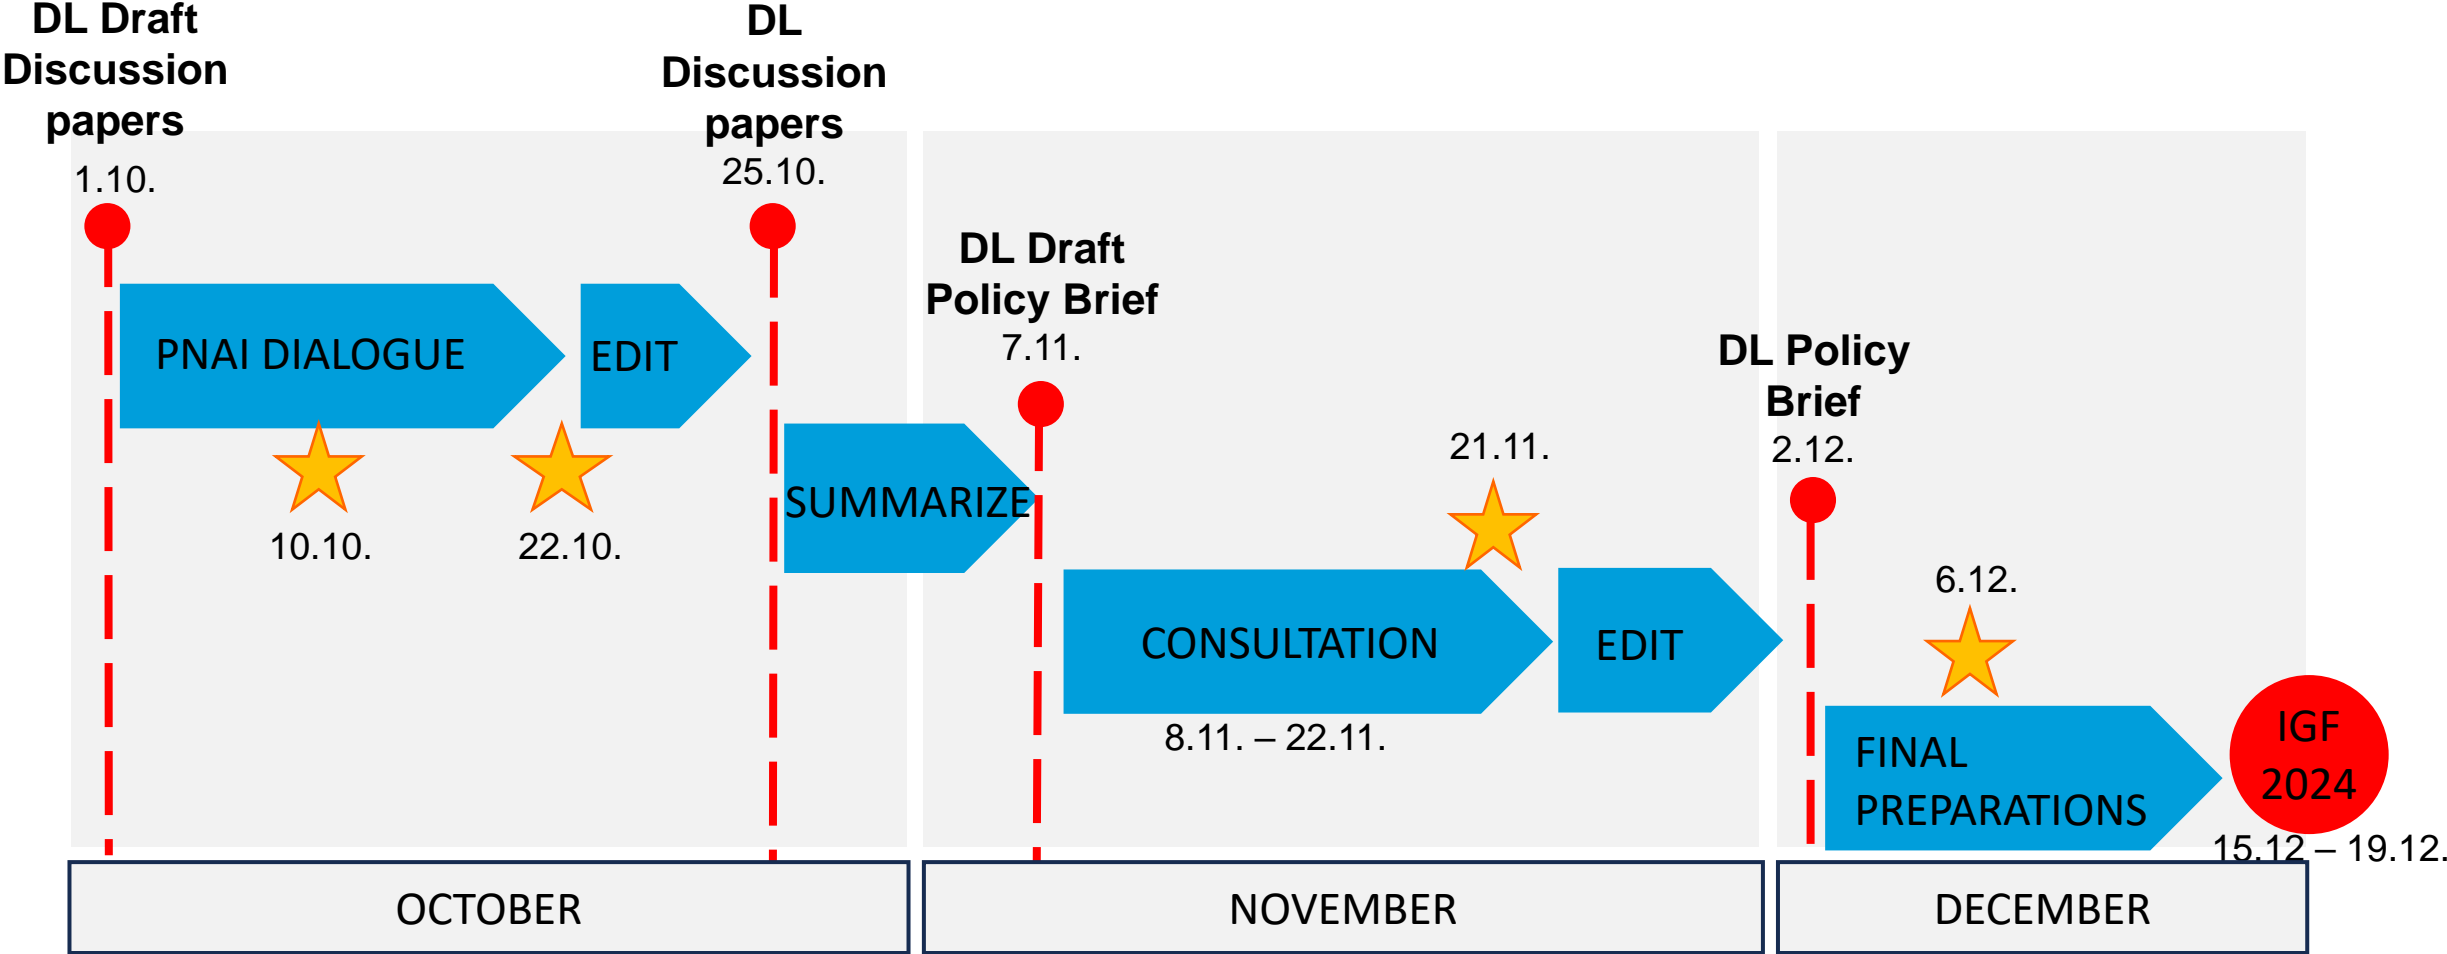 DL Draft
Discussion
papers
1.10.
DL
Discussion
papers
25.10.
PNAI DIALOGUE
EDIT
10.10.
22.10.
SUMMARIZE
DL Draft
Policy Brief
7.11.
CONSULTATION
8.11. – 22.11.
21.11.
EDIT
DL Policy
Brief
2.12.
6.12.
FINAL
PREPARATIONS
IGF
2024
15.12 – 19.12.
OCTOBER
NOVEMBER
DECEMBER